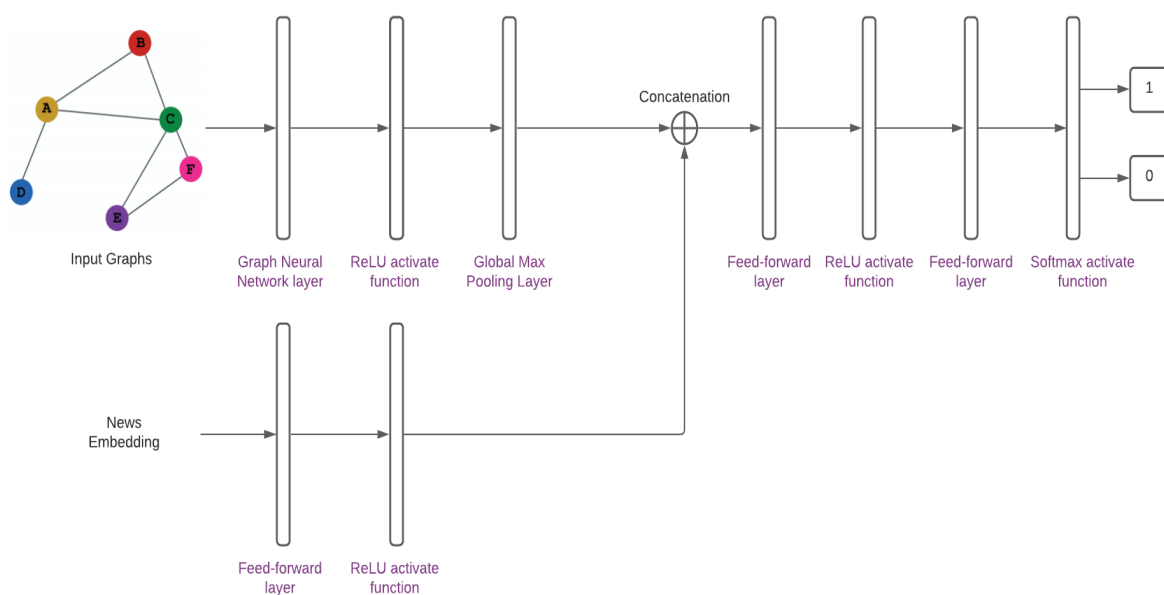 B
A
C
F
D
E
Input Graphs
Graph Neural
Network layer
ReLU activate
function
Global Max
Pooling Layer
Concatenation
Feed-forward
layer
ReLU activate
function
Feed-forward
layer
Softmax activate
function
1
0
News
Embedding
Feed-forward
layer
ReLU activate
function